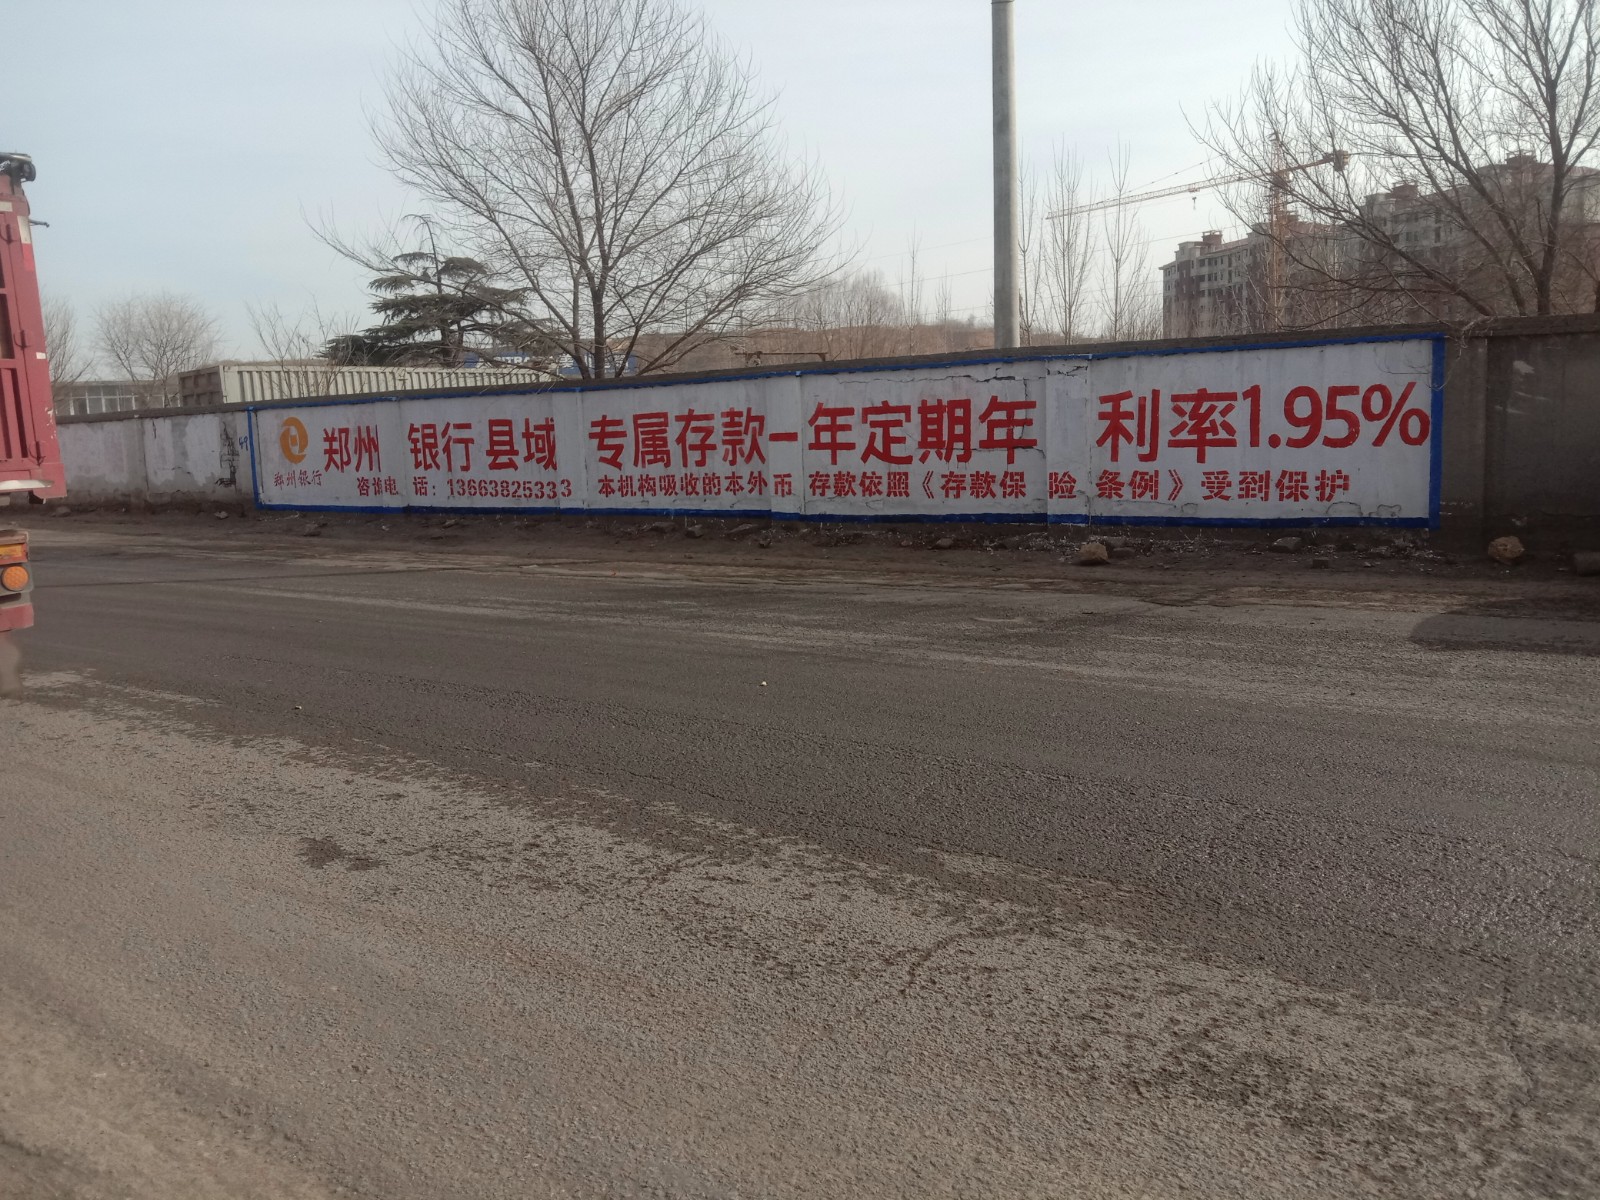 郑州银行县域专属存款一年定期年利率1.95%
郑州银行
咨询电话：13663825333 本机构吸收的本外币存款依照《存款保险条例》受到保护